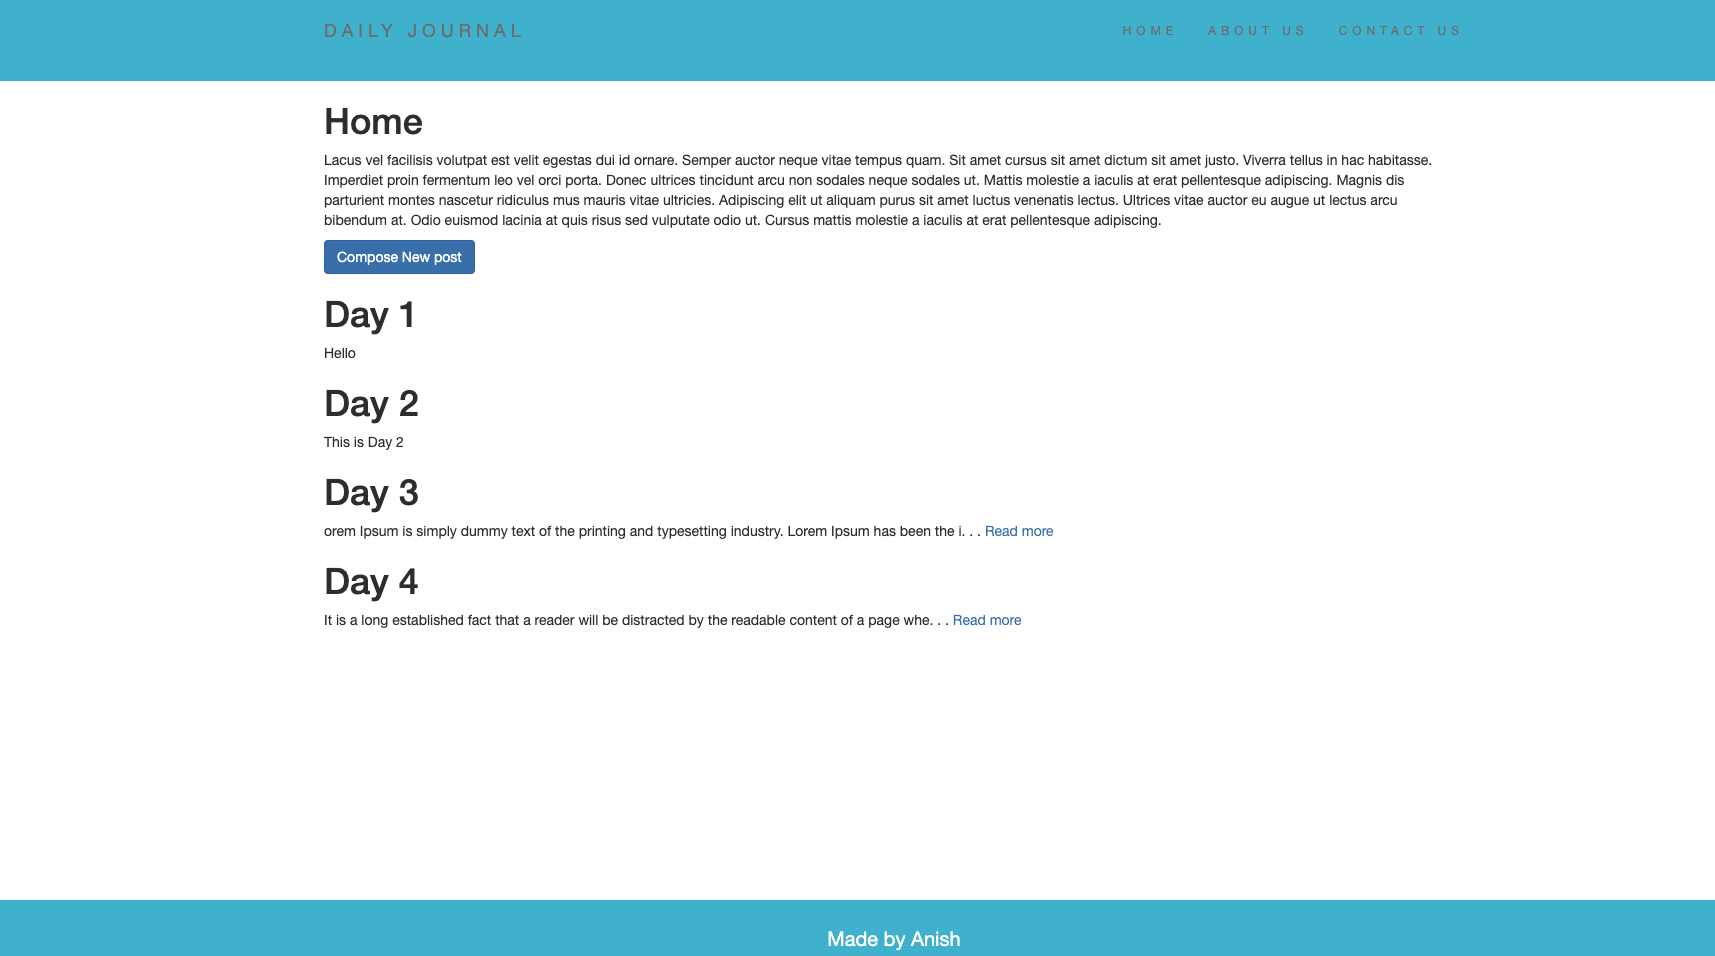 DAILY JOURNAL
HOME ABOUT US CONTACT US
Home
Lacus vel facilisis volutpat est velit egestas dui id ornare. Semper auctor neque vitae tempus quam. Sit amet cursus sit amet dictum sit amet justo. Viverra tellus in hac habitasse.
Imperdiet proin fermentum leo vel orci porta. Donec ultrices tincidunt arcu non sodales neque sodales ut. Mattis molestie a iaculis at erat pellentesque adipiscing. Magnis dis
parturient montes nascetur ridiculus mus mauris vitae ultricies. Adipiscing elit ut aliquam purus sit amet luctus venenatis lectus. Ultrices vitae auctor eu augue ut lectus arcu
bibendum at. Odio euismod lacinia at quis risus sed vulputate odio ut. Cursus mattis molestie a iaculis at erat pellentesque adipiscing.
Compose New post
Day 1
Hello
Day 2
This is Day 2
Day 3
orem Ipsum is simply dummy text of the printing and typesetting industry. Lorem Ipsum has been the i. . . Read more
Day 4
It is a long established fact that a reader will be distracted by the readable content of a page whe. . . Read more
Made by Anish